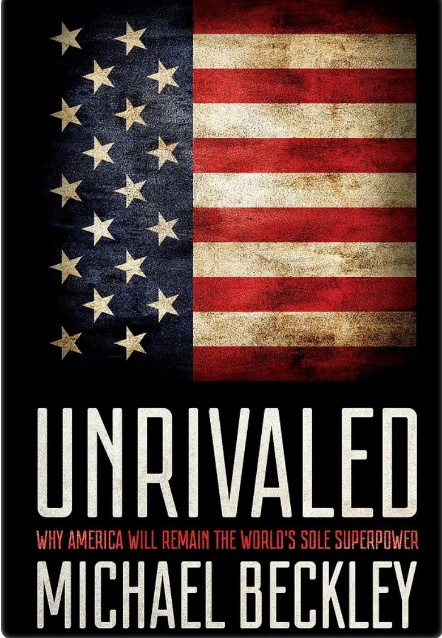 UNRIVALED
WHY AMERICA WILL REMAIN THE WORLD'S SOLE SUPERPOWER
MICHAEL BECKLEY